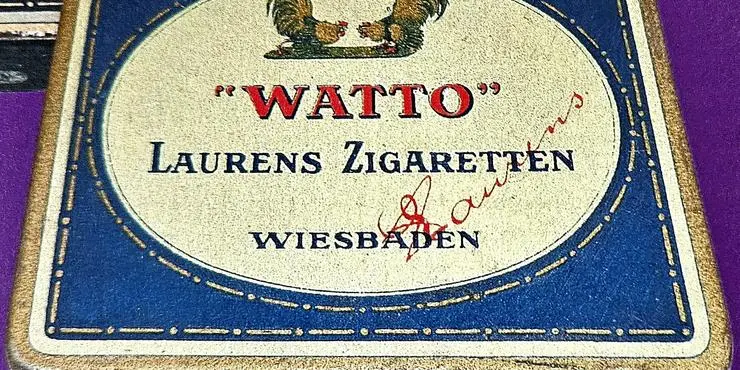 "WATTO"
LAURENS ZIGARETTEN
Laurens
WIESBADEN